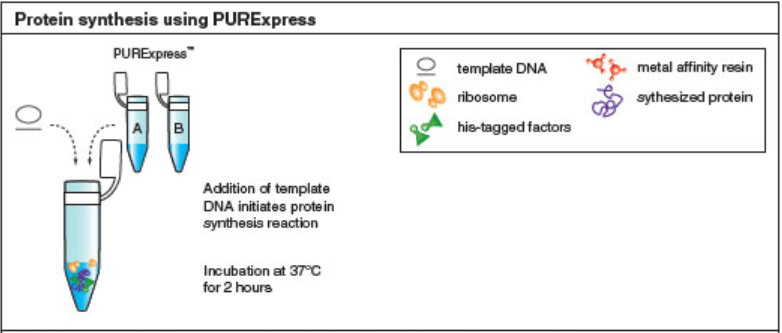 Protein synthesis using PURExpress
PURExpress™
A
B
Addition of template
DNA initiates protein
synthesis reaction
Incubation at 37°C
for 2 hours
template DNA
ribosome
his-tagged factors
metal affinity resin
sythesized protein